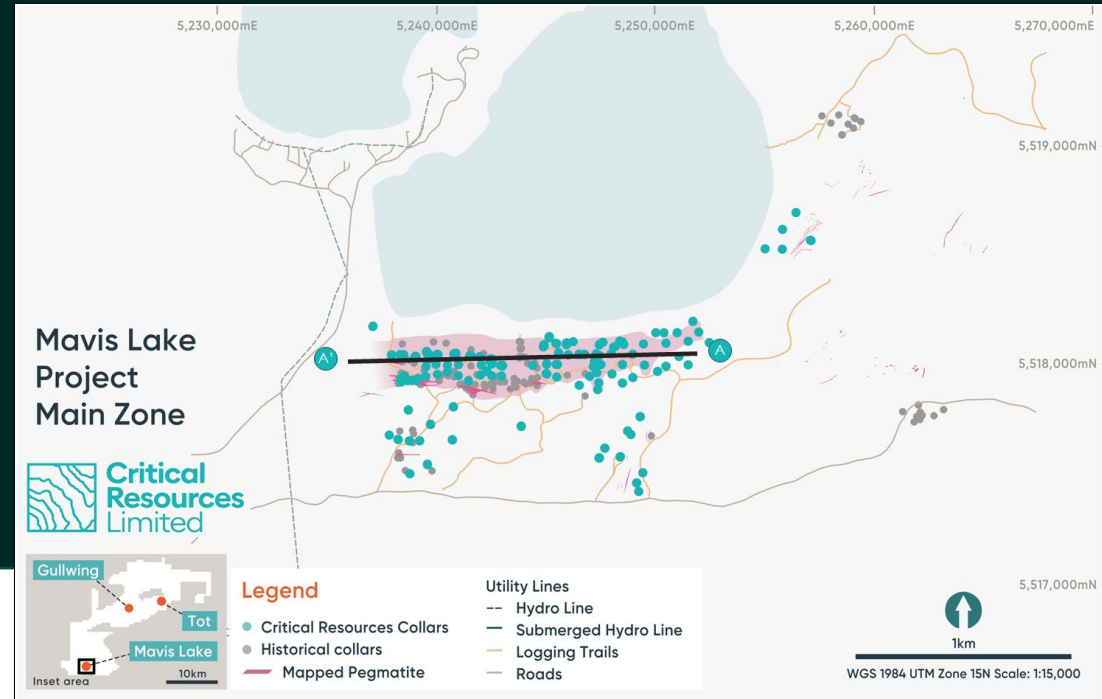 5,230,000mE
5,240,000mE
5,250,000mE
5,260,000mE
5,270,000mE
5,519,000mN
5,518,000mN
5,517,000mN
A'
A
Mavis Lake
Project
Main Zone
Critical
Resources
Limited
Gullwing
Tot
Mavis Lake
Inset area
10km
Legend
Critical Resources Collars
Historical collars
Mapped Pegmatite
Utility Lines
Hydro Line
Submerged Hydro Line
Logging Trails
Roads
1km
WGS 1984 UTM Zone 15N Scale: 1:15,000